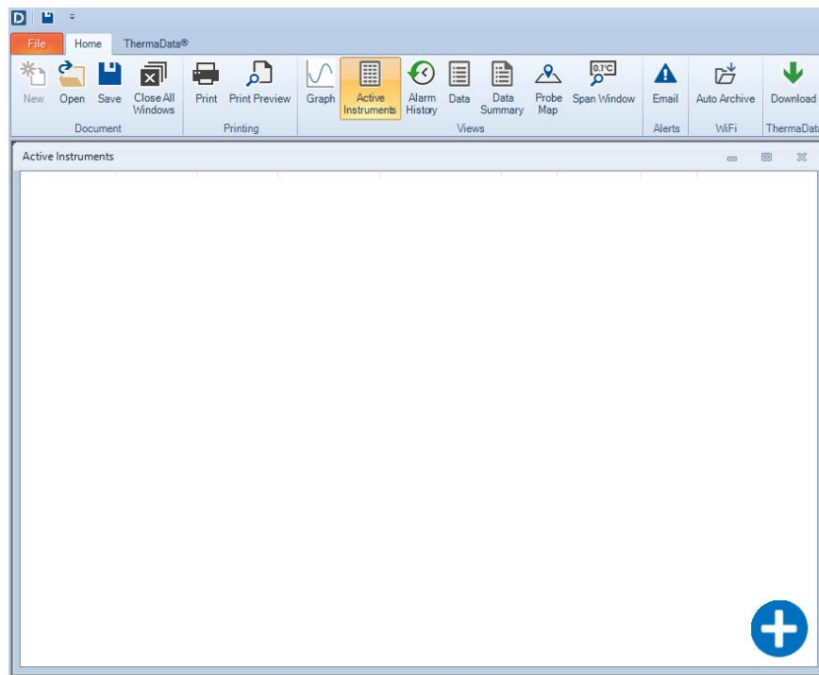 D
File Home ThermaData®
New Open Save Close All Windows Print Print Preview Graph Active Instruments Alarm History Data Data Summary Probe Map 0.1°C Span Window Email Auto Archive Download
Document Printing Views Alerts WiFi ThermaData
Active Instruments